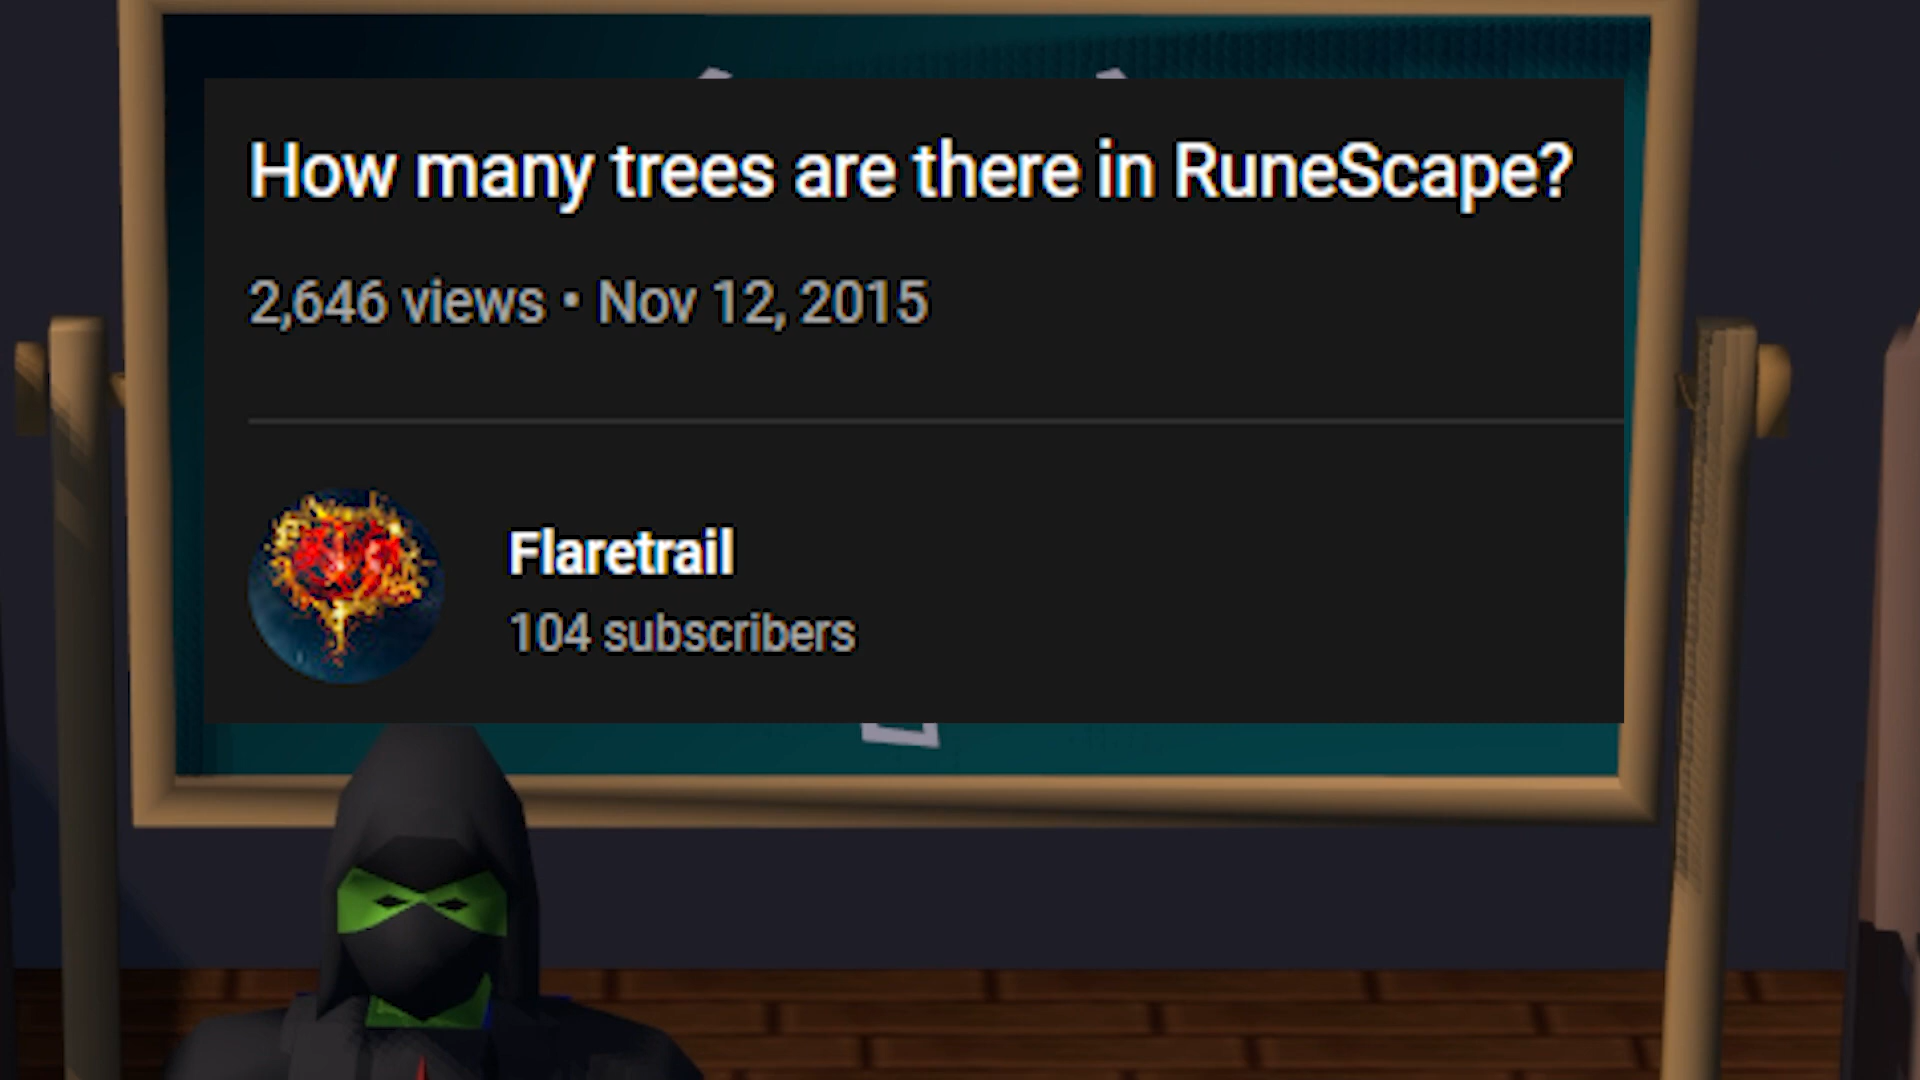 How many trees are there in RuneScape?
2,646 views • Nov 12, 2015
Flaretrail
104 subscribers